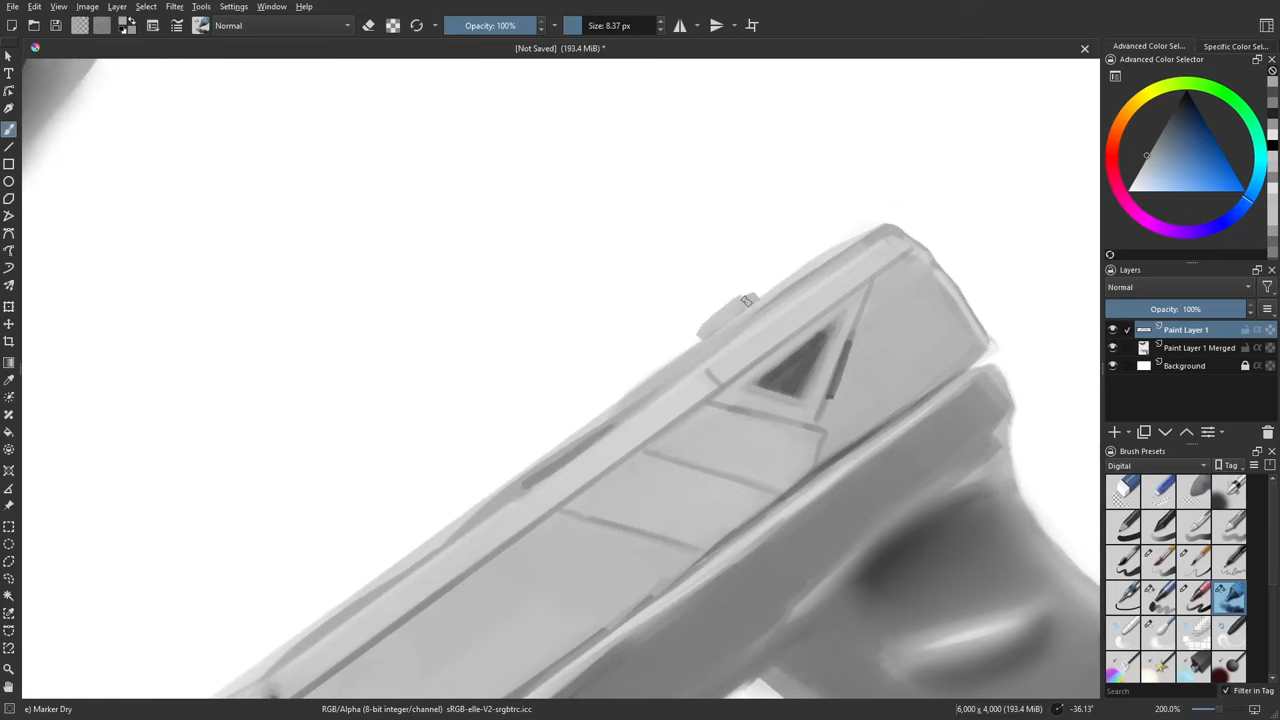 File Edit View Image Layer Select Filter Tools Settings Window Help
Normal Opacity: 100% Size: 8.37 px
[Not Saved] (193.4 MiB) *
Advanced Color Sel... Specific Color Sel...
Advanced Color Selector
Layers
Normal
Opacity: 100%
Paint Layer 1
Paint Layer 1 Merged
Background
Brush Presets
Digital Tag
Search Filter in Tag
e) Marker Dry RGB/Alpha (8-bit integer/channel) sRGB-elle-V2-srgbtrc.icc 6,000 x 4,000 (193.4 MiB) -36.13° 200.0%